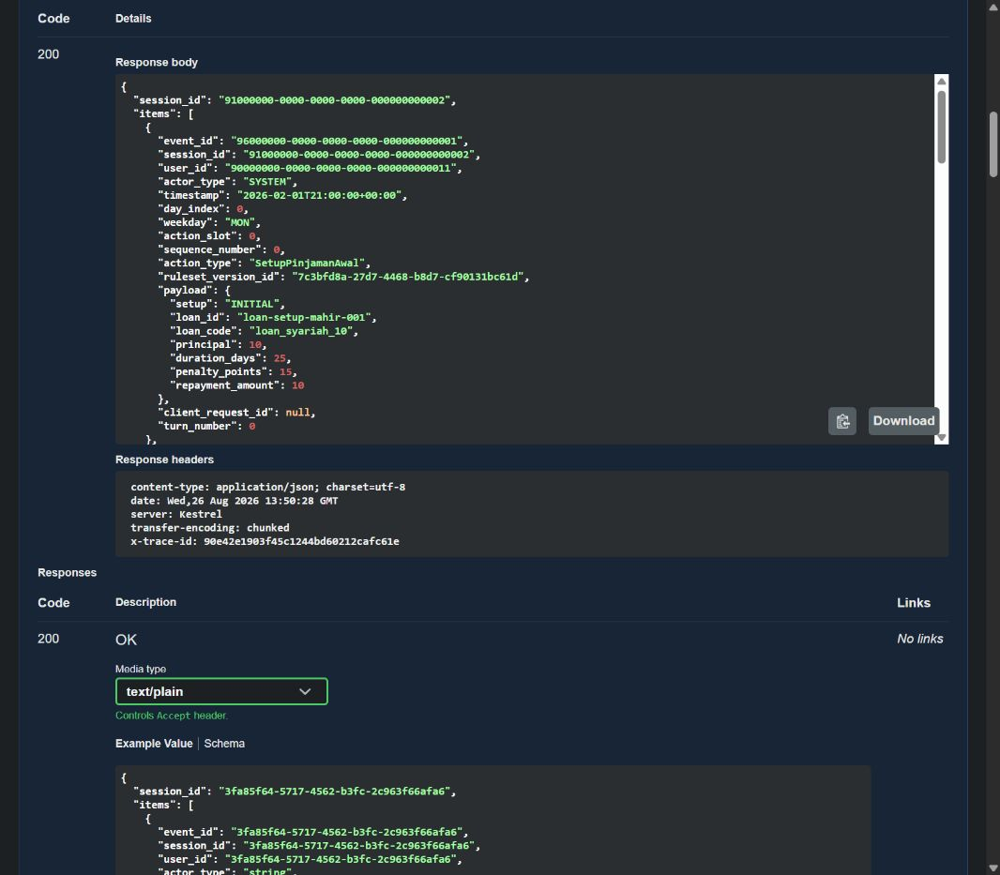 Code Details
200
Response body
{
  "session_id": "91000000-0000-0000-0000-000000000002",
  "items": [
    {
      "event_id": "96000000-0000-0000-0000-000000000001",
      "session_id": "91000000-0000-0000-0000-000000000002",
      "user_id": "90000000-0000-0000-0000-000000000011",
      "actor_type": "SYSTEM",
      "timestamp": "2026-02-01T21:00:00+00:00",
      "day_index": 0,
      "weekday": "MON",
      "action_slot": 0,
      "sequence_number": 0,
      "action_type": "SetupPinjamanAwal",
      "ruleset_version_id": "7c3bfd8a-27d7-4468-b8d7-cf90131bc61d",
      "payload": {
        "setup": "INITIAL",
        "loan_id": "loan-setup-mahir-001",
        "loan_code": "loan_syariah_10",
        "principal": 10,
        "duration_days": 25,
        "penalty_points": 15,
        "repayment_amount": 10
      },
      "client_request_id": null,
      "turn_number": 0
    },
Download
Response headers
content-type: application/json; charset=utf-8
date: Wed,26 Aug 2026 13:50:28 GMT
server: Kestrel
transfer-encoding: chunked
x-trace-id: 90e42e1903f45c1244bd60212cafc61e
Responses
Code Description Links
200 OK No links
Media type
text/plain
Controls Accept header.
Example Value | Schema
{
  "session_id": "3fa85f64-5717-4562-b3fc-2c963f66afa6",
  "items": [
    {
      "event_id": "3fa85f64-5717-4562-b3fc-2c963f66afa6",
      "session_id": "3fa85f64-5717-4562-b3fc-2c963f66afa6",
      "user_id": "3fa85f64-5717-4562-b3fc-2c963f66afa6",
      "actor_type": "string",